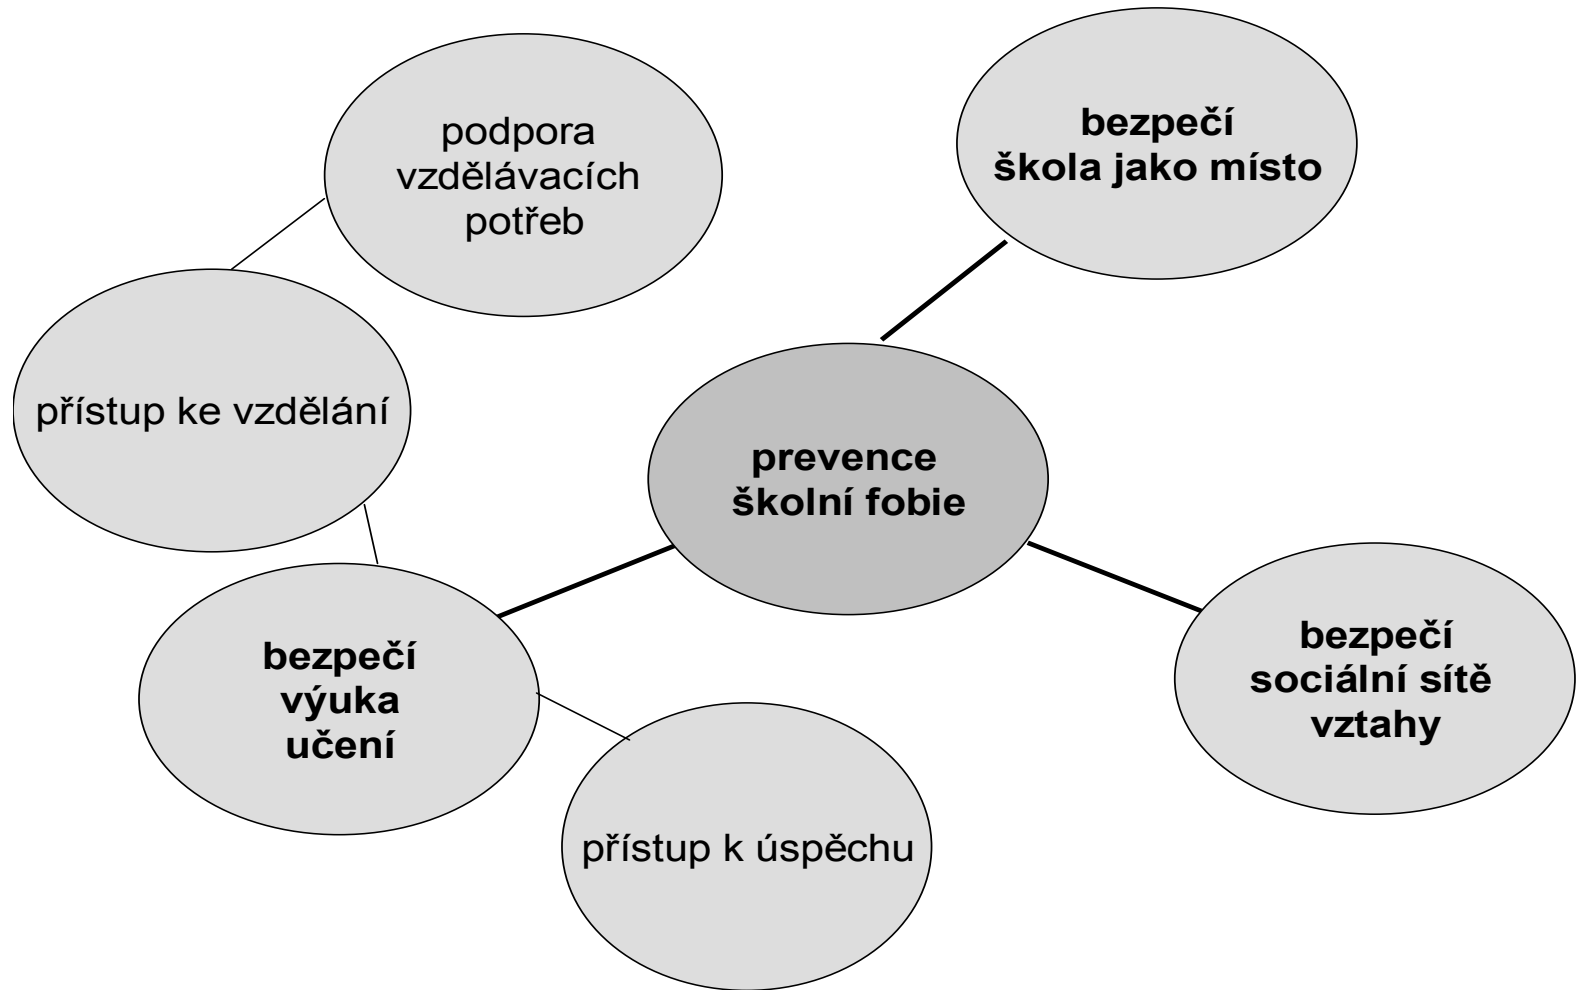 podpora
vzdělávacích
potřeb
bezpečí
škola jako místo
přístup ke vzdělání
prevence
školní fobie
bezpečí
výuka
učení
bezpečí
sociální sítě
vztahy
přístup k úspěchu